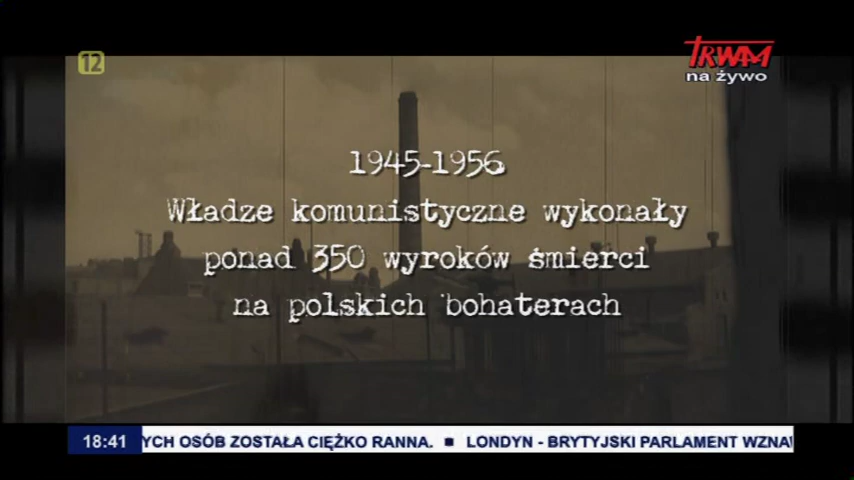 12
TRWAM
na żywo
1945-1956
Władze komunistyczne wykonały
ponad 350 wyroków śmierci
na polskich bohaterach
18:41
YCH OSÓB ZOSTAŁA CIĘŻKO RANNA. ■ LONDYN - BRYTYJSKI PARLAMENT WZNAW